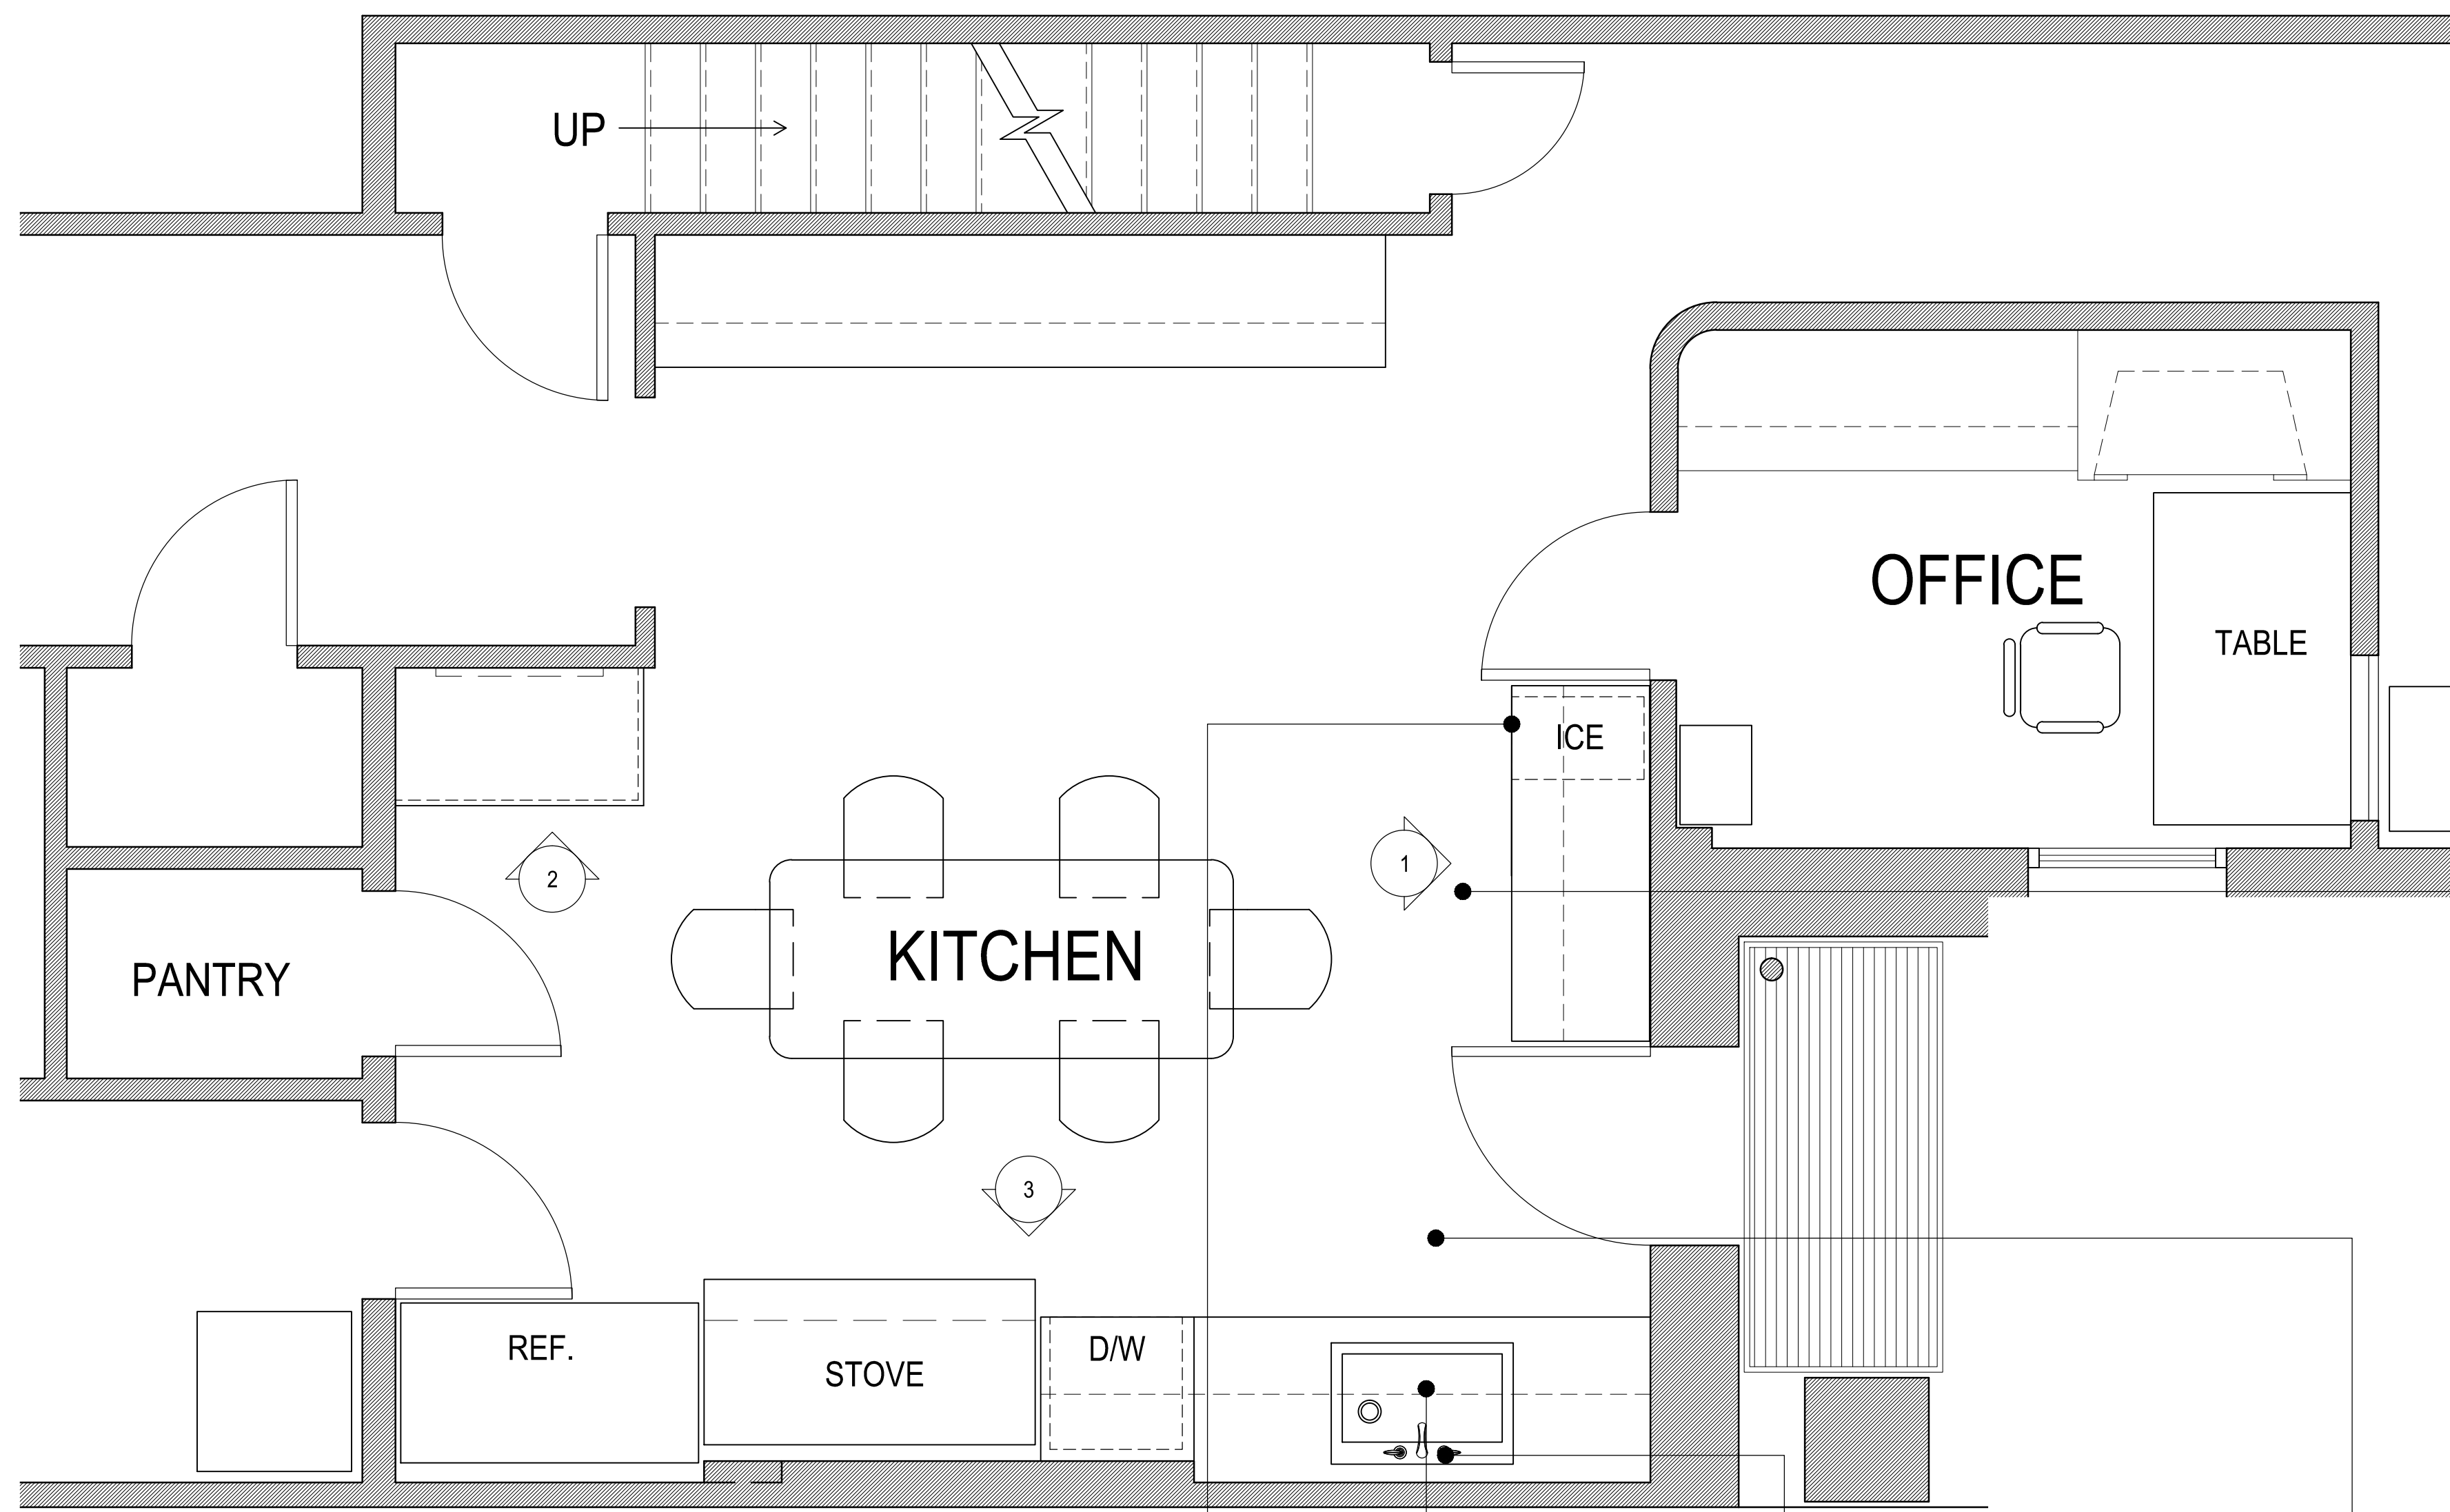 UP
OFFICE
TABLE
ICE
1
2
KITCHEN
PANTRY
3
REF.
STOVE
D/W